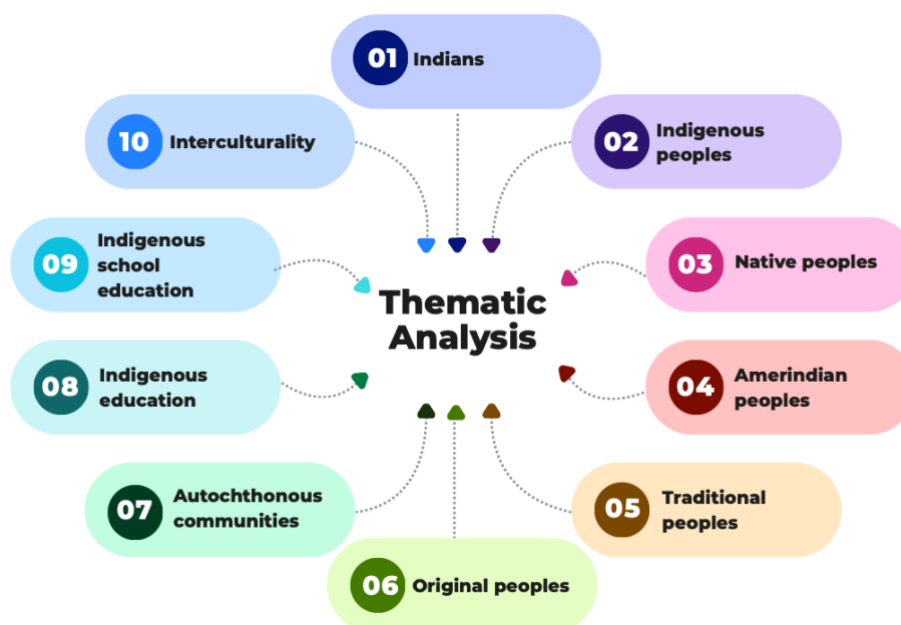 01 Indians
02 Indigenous
peoples
03 Native peoples
04 Amerindian
peoples
05 Traditional
peoples
06 Original peoples
07 Autochthonous
communities
08 Indigenous
education
09 Indigenous
school
education
10 Interculturality
Thematic
Analysis